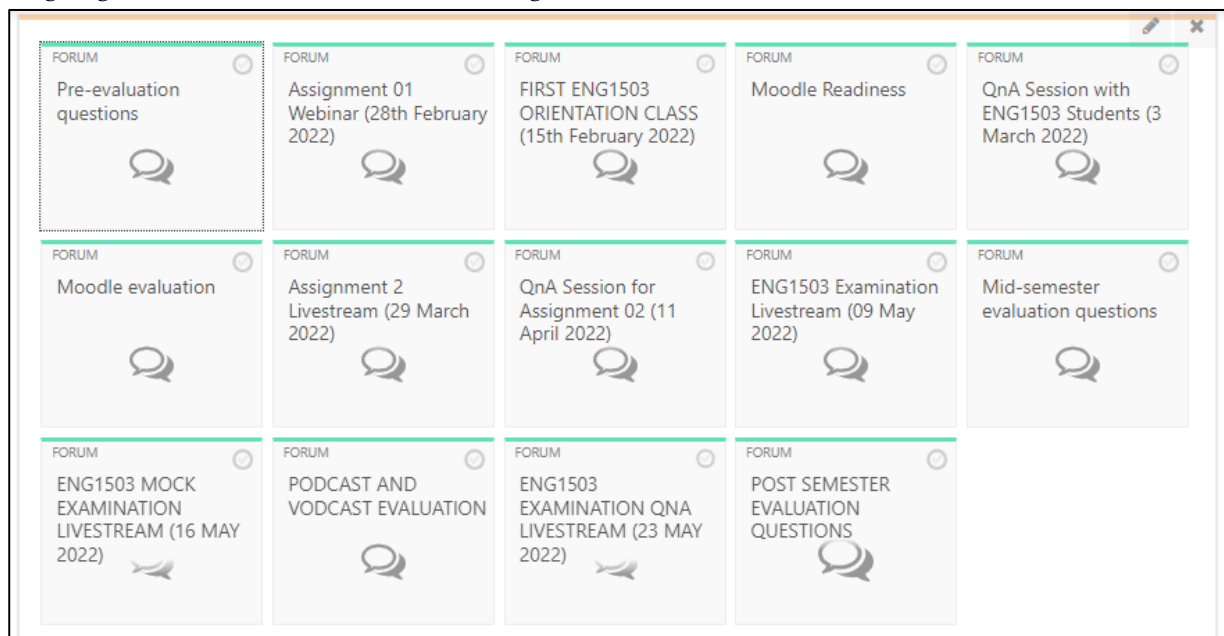 FORUM
Pre-evaluation
questions
FORUM
Assignment 01
Webinar (28th February
2022)
FORUM
FIRST ENG1503
ORIENTATION CLASS
(15th February 2022)
FORUM
Moodle Readiness
FORUM
QnA Session with
ENG1503 Students (3
March 2022)
FORUM
Moodle evaluation
FORUM
Assignment 2
Livestream (29 March
2022)
FORUM
QnA Session for
Assignment 02 (11
April 2022)
FORUM
ENG1503 Examination
Livestream (09 May
2022)
FORUM
Mid-semester
evaluation questions
FORUM
ENG1503 MOCK
EXAMINATION
LIVESTREAM (16 MAY
2022)
FORUM
PODCAST AND
VODCAST EVALUATION
FORUM
ENG1503
EXAMINATION QNA
LIVESTREAM (23 MAY
2022)
FORUM
POST SEMESTER
EVALUATION
QUESTIONS